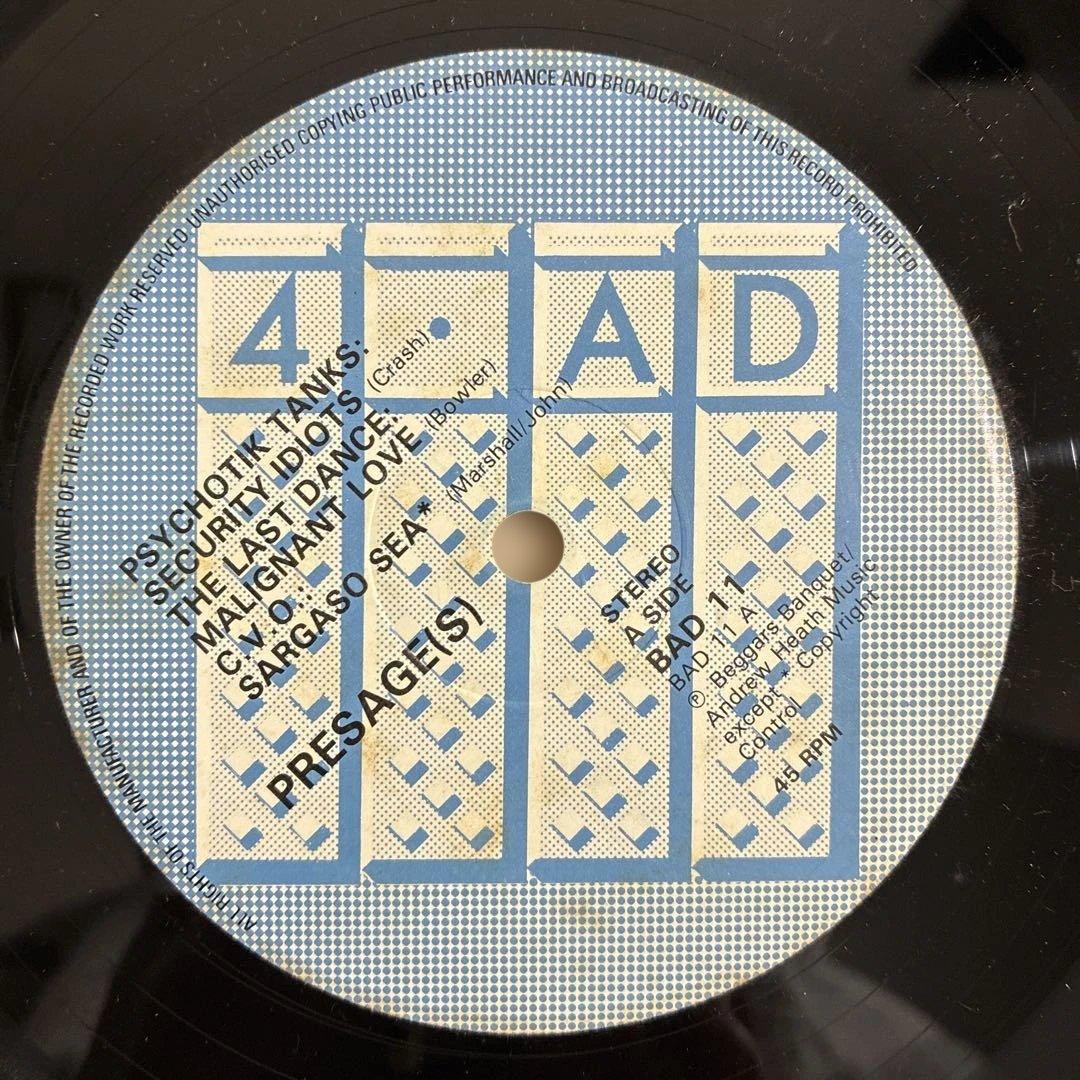 ALL RIGHTS OF THE MANUFACTURER AND OF THE OWNER OF THE RECORDED WORK RESERVED UNAUTHORISED COPYING PUBLIC PERFORMANCE AND BROADCASTING OF THIS RECORD PROHIBITED
4 • A D
PSYCHOTIK TANKS:
SECURITY IDIOTS (Crash)
THE LAST DANCE:
MALIGNANT LOVE (Bowler)
C.V.O.:
SARGASO SEA* (Marshall/John)
PRESAGE(S)
STEREO
A SIDE
BAD 11
BAD 11 A
℗ Beggars Banquet/
Andrew Heath Music
except * Copyright
Control
45 RPM